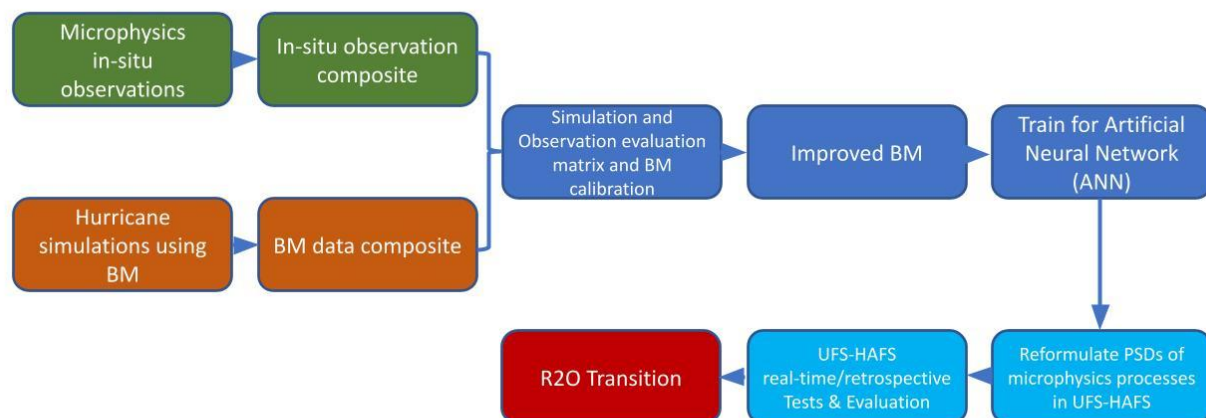 Microphysics
in-situ
observations
In-situ observation
composite
Hurricane
simulations using
BM
BM data composite
Simulation and
Observation evaluation
matrix and BM
calibration
Improved BM
Train for Artificial
Neural Network
(ANN)
Reformulate PSDs of
microphysics processes
in UFS-HAFS
UFS-HAFS
real-time/retrospective
Tests & Evaluation
R2O Transition